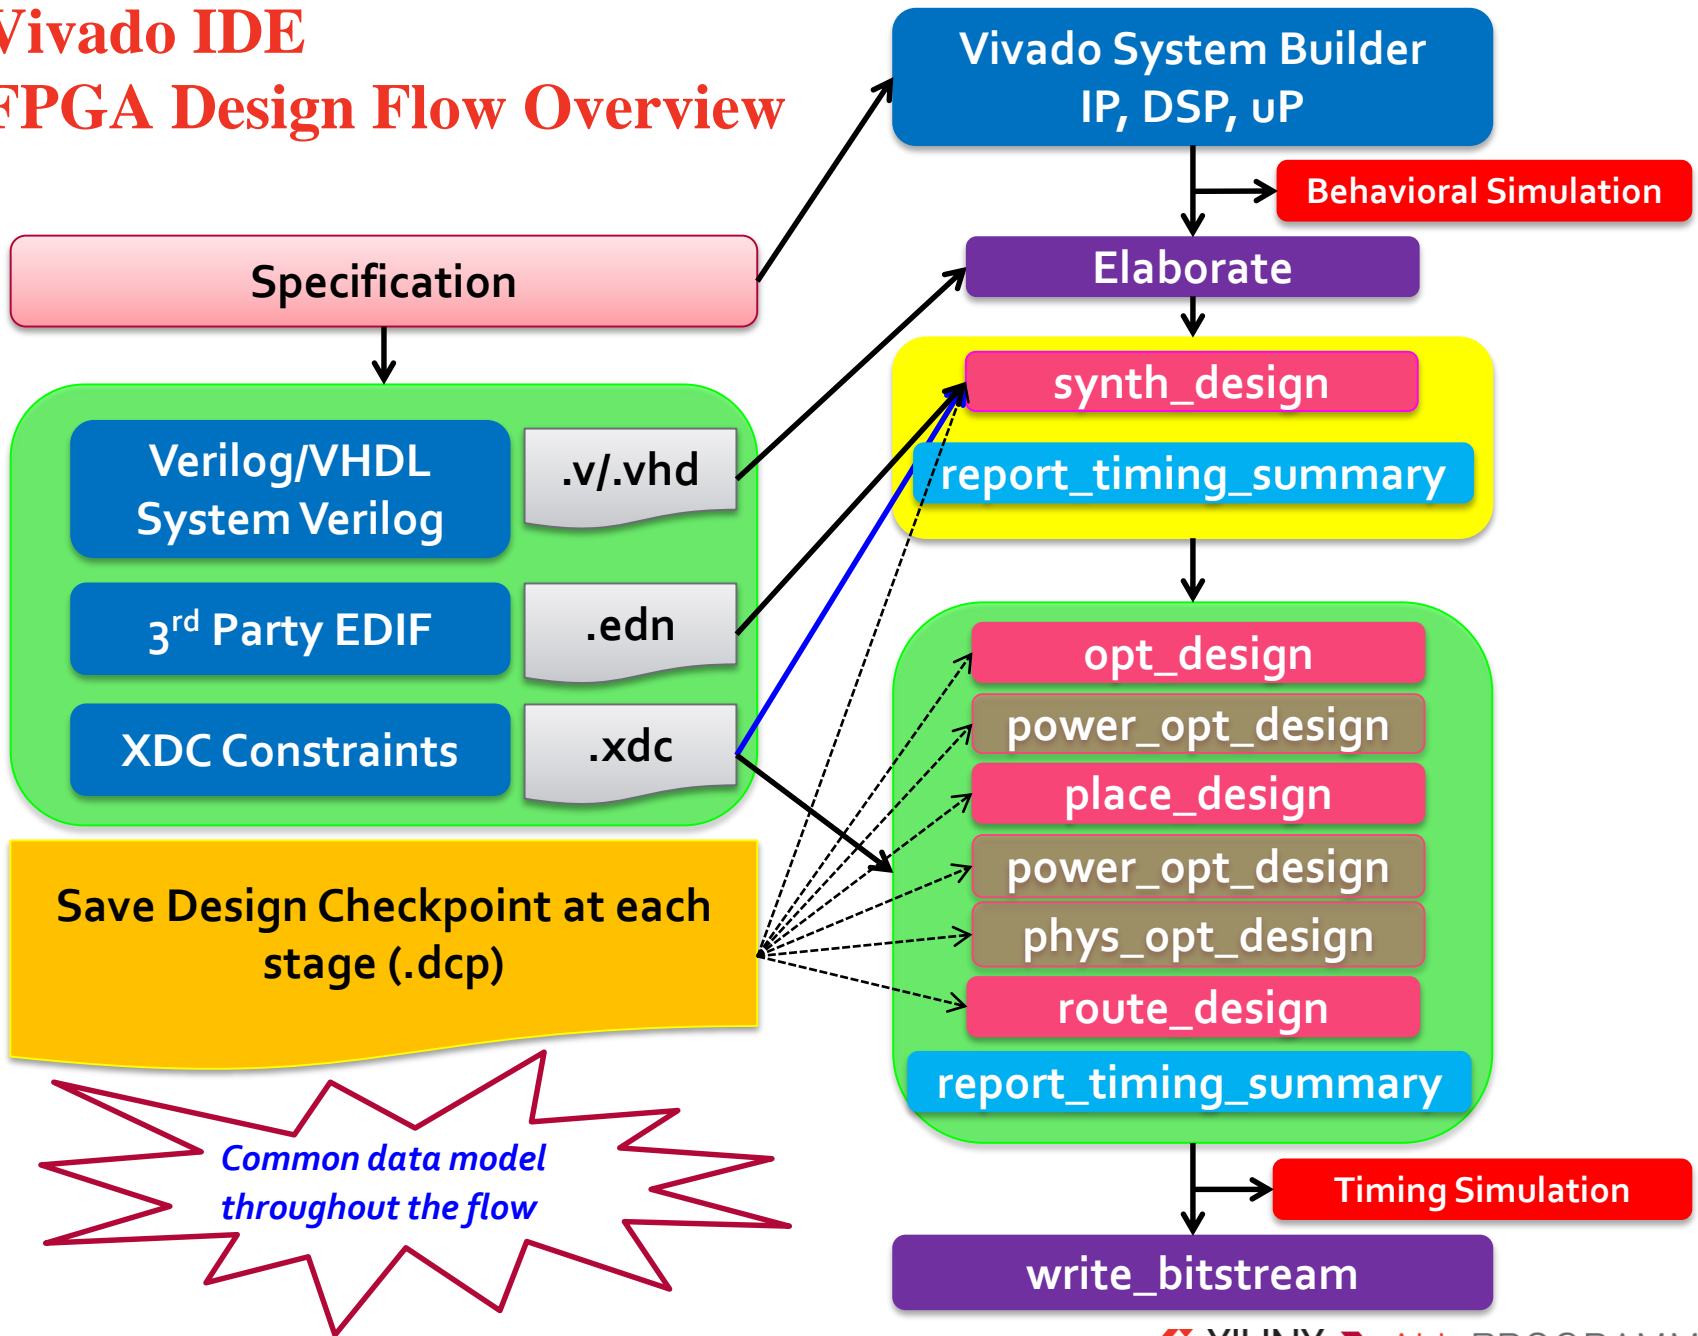 Vivado IDE
FPGA Design Flow Overview
Vivado System Builder
IP, DSP, uP
Behavioral Simulation
Elaborate
Specification
synth_design
report_timing_summary
Verilog/VHDL
System Verilog
.v/.vhd
3rd Party EDIF
.edn
XDC Constraints
.xdc
opt_design
power_opt_design
place_design
power_opt_design
phys_opt_design
route_design
report_timing_summary
Save Design Checkpoint at each
stage (.dcp)
Common data model
throughout the flow
Timing Simulation
write_bitstream
XILINX ALL